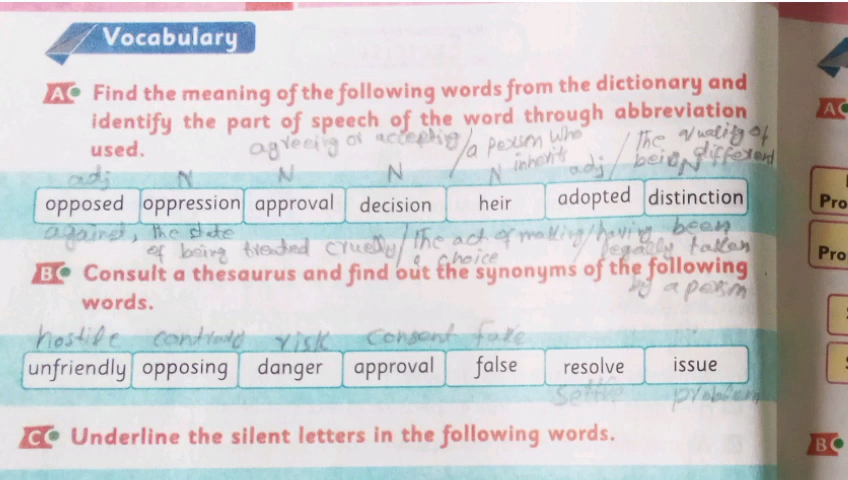 Vocabulary
A Find the meaning of the following words from the dictionary and
identify the part of speech of the word through abbreviation
used.
agreeing or accepting / a person who inherit / The quality of being different
adj N N N N adj N
opposed oppression approval decision heir adopted distinction
against, The state of being treated cruelly / The act of making a choice / having been legally taken by a person
B Consult a thesaurus and find out the synonyms of the following
words.
hostile risk consent fake
unfriendly opposing danger approval false resolve issue
settle problem
C Underline the silent letters in the following words.
A
Pro
Pro
B